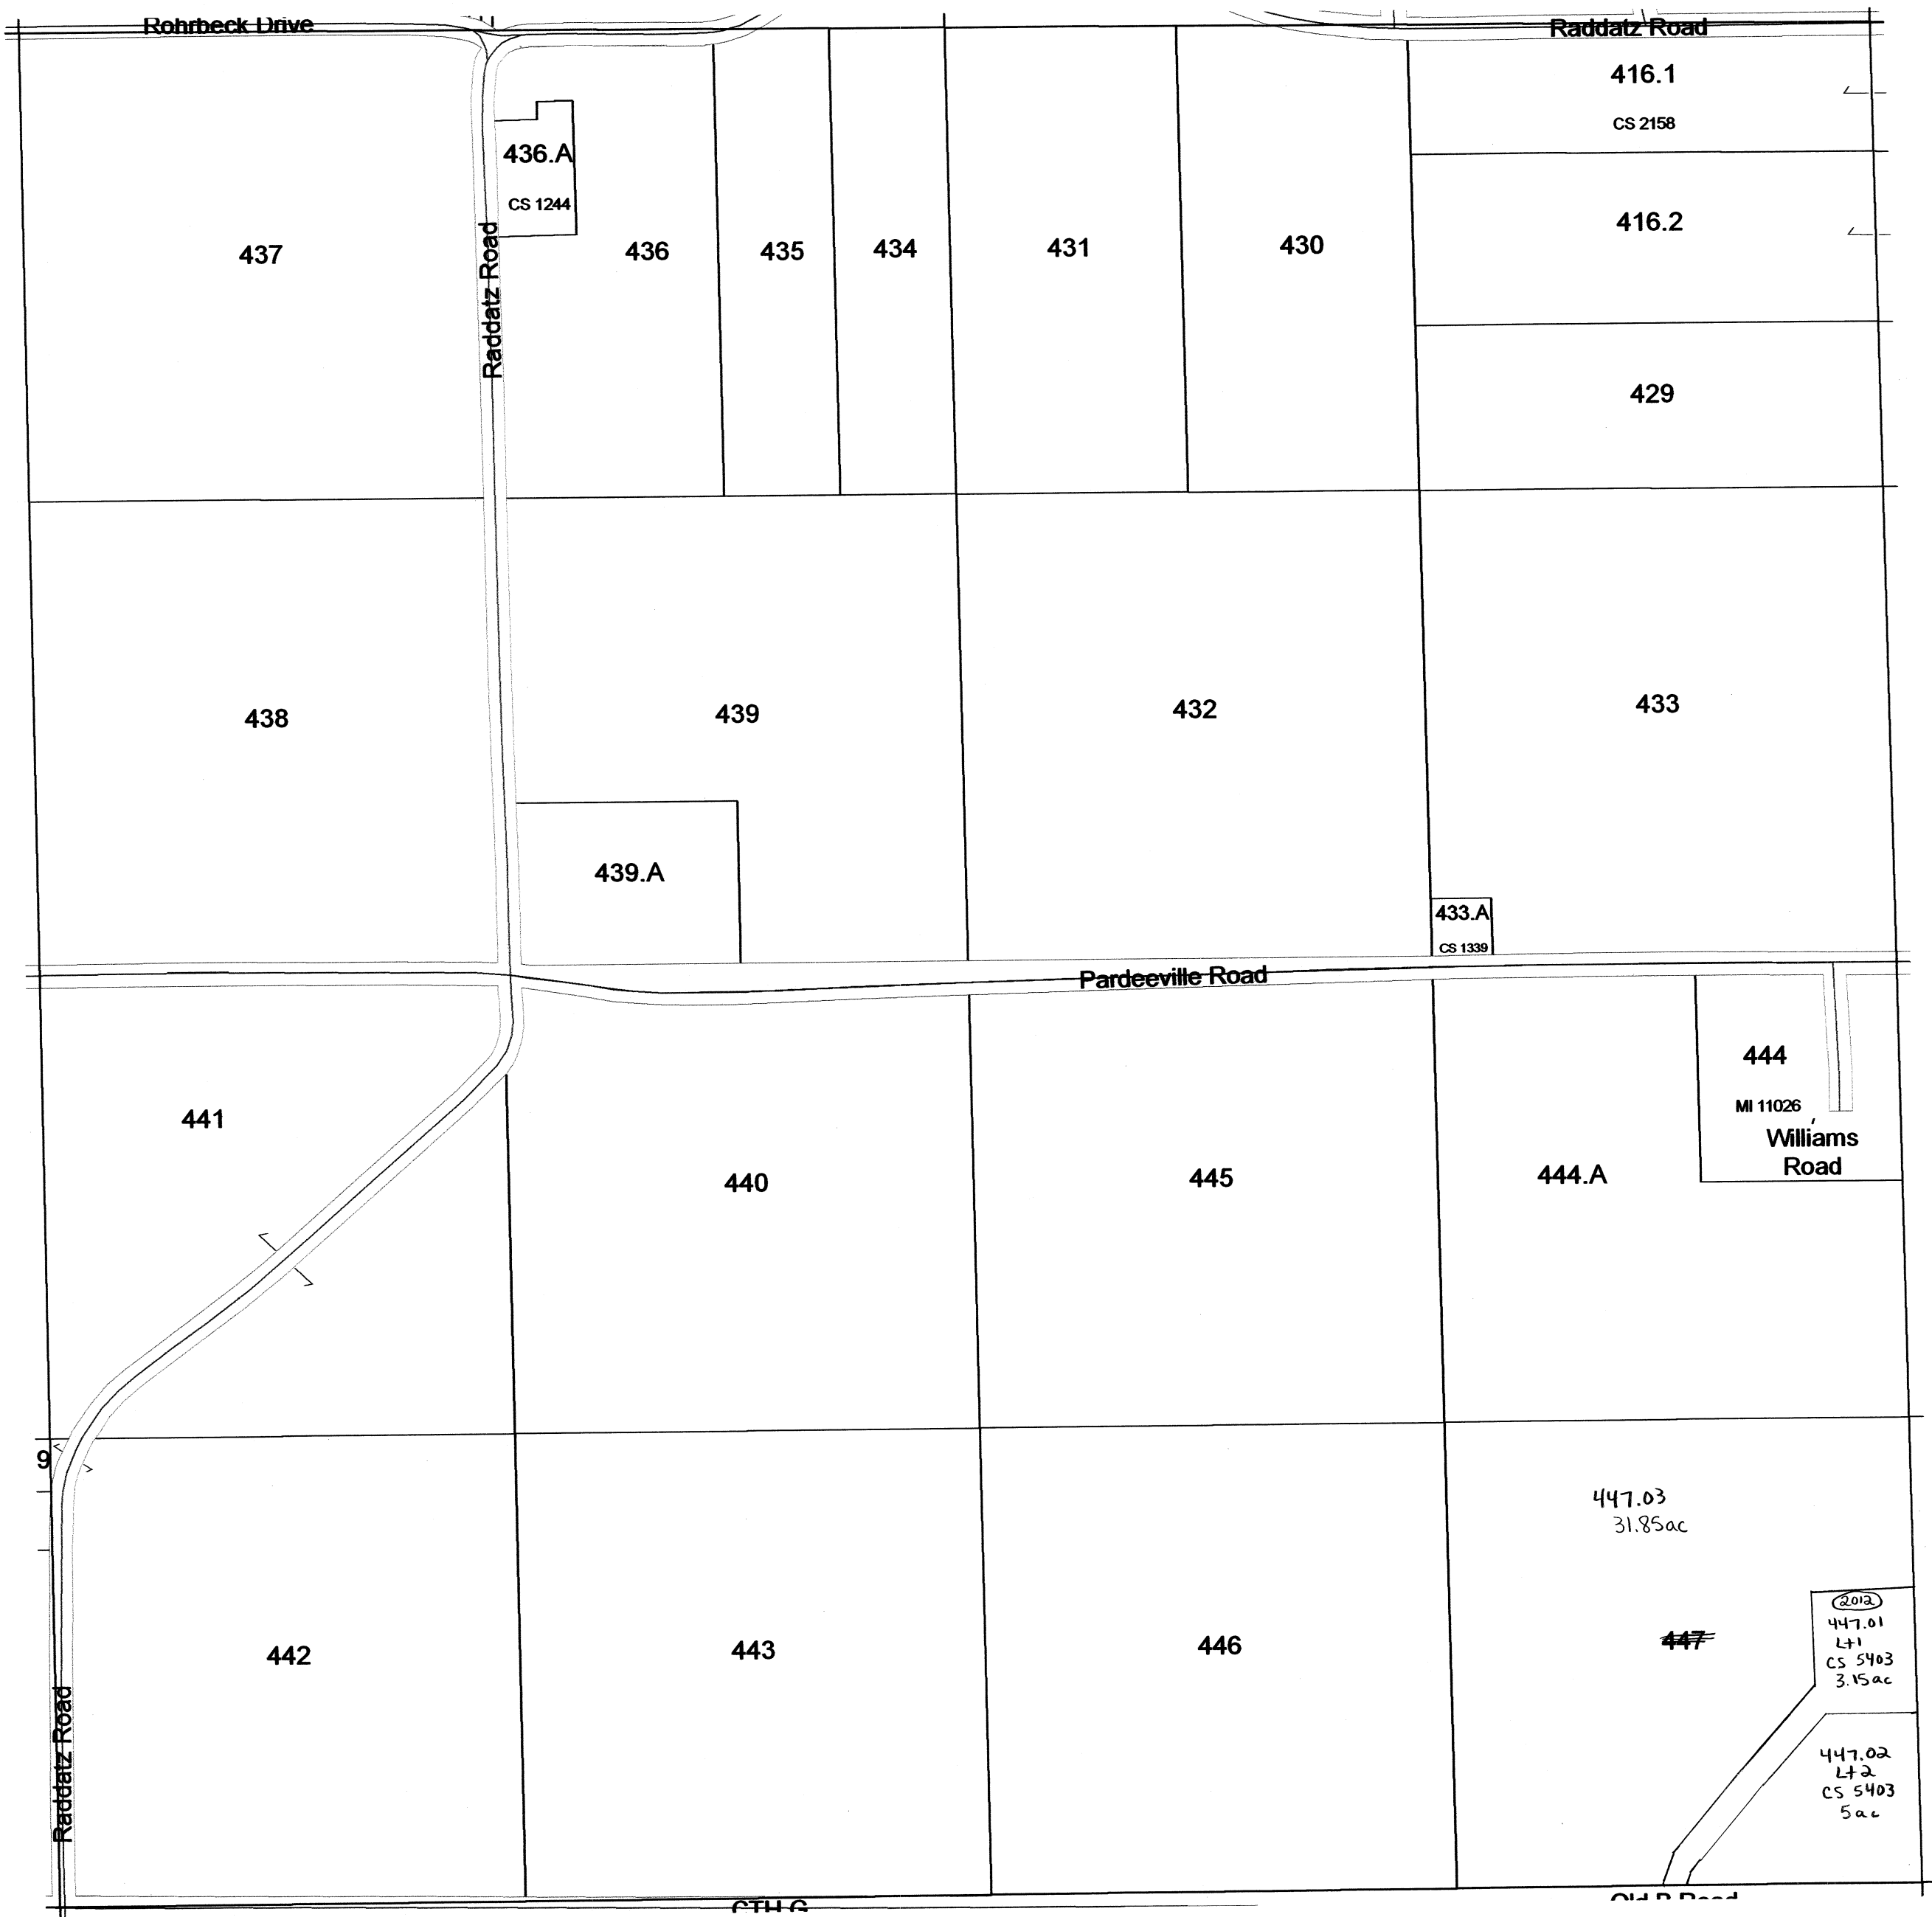 Rohrbeck Drive
Raddatz Road
416.1
CS 2158
436.A
CS 1244
416.2
Raddatz Road
437
436
435
434
431
430
429
438
439
432
433
439.A
433.A
CS 1339
Pardeeville Road
444
MI 11026
Williams
Road
441
440
445
444.A
9
447.03
31.85ac
2012
447.01
Lt1
CS 5403
3.15ac
442
443
446
447
Raddatz Road
447.02
Lt2
CS 5403
5ac
CTH G
Old B Road